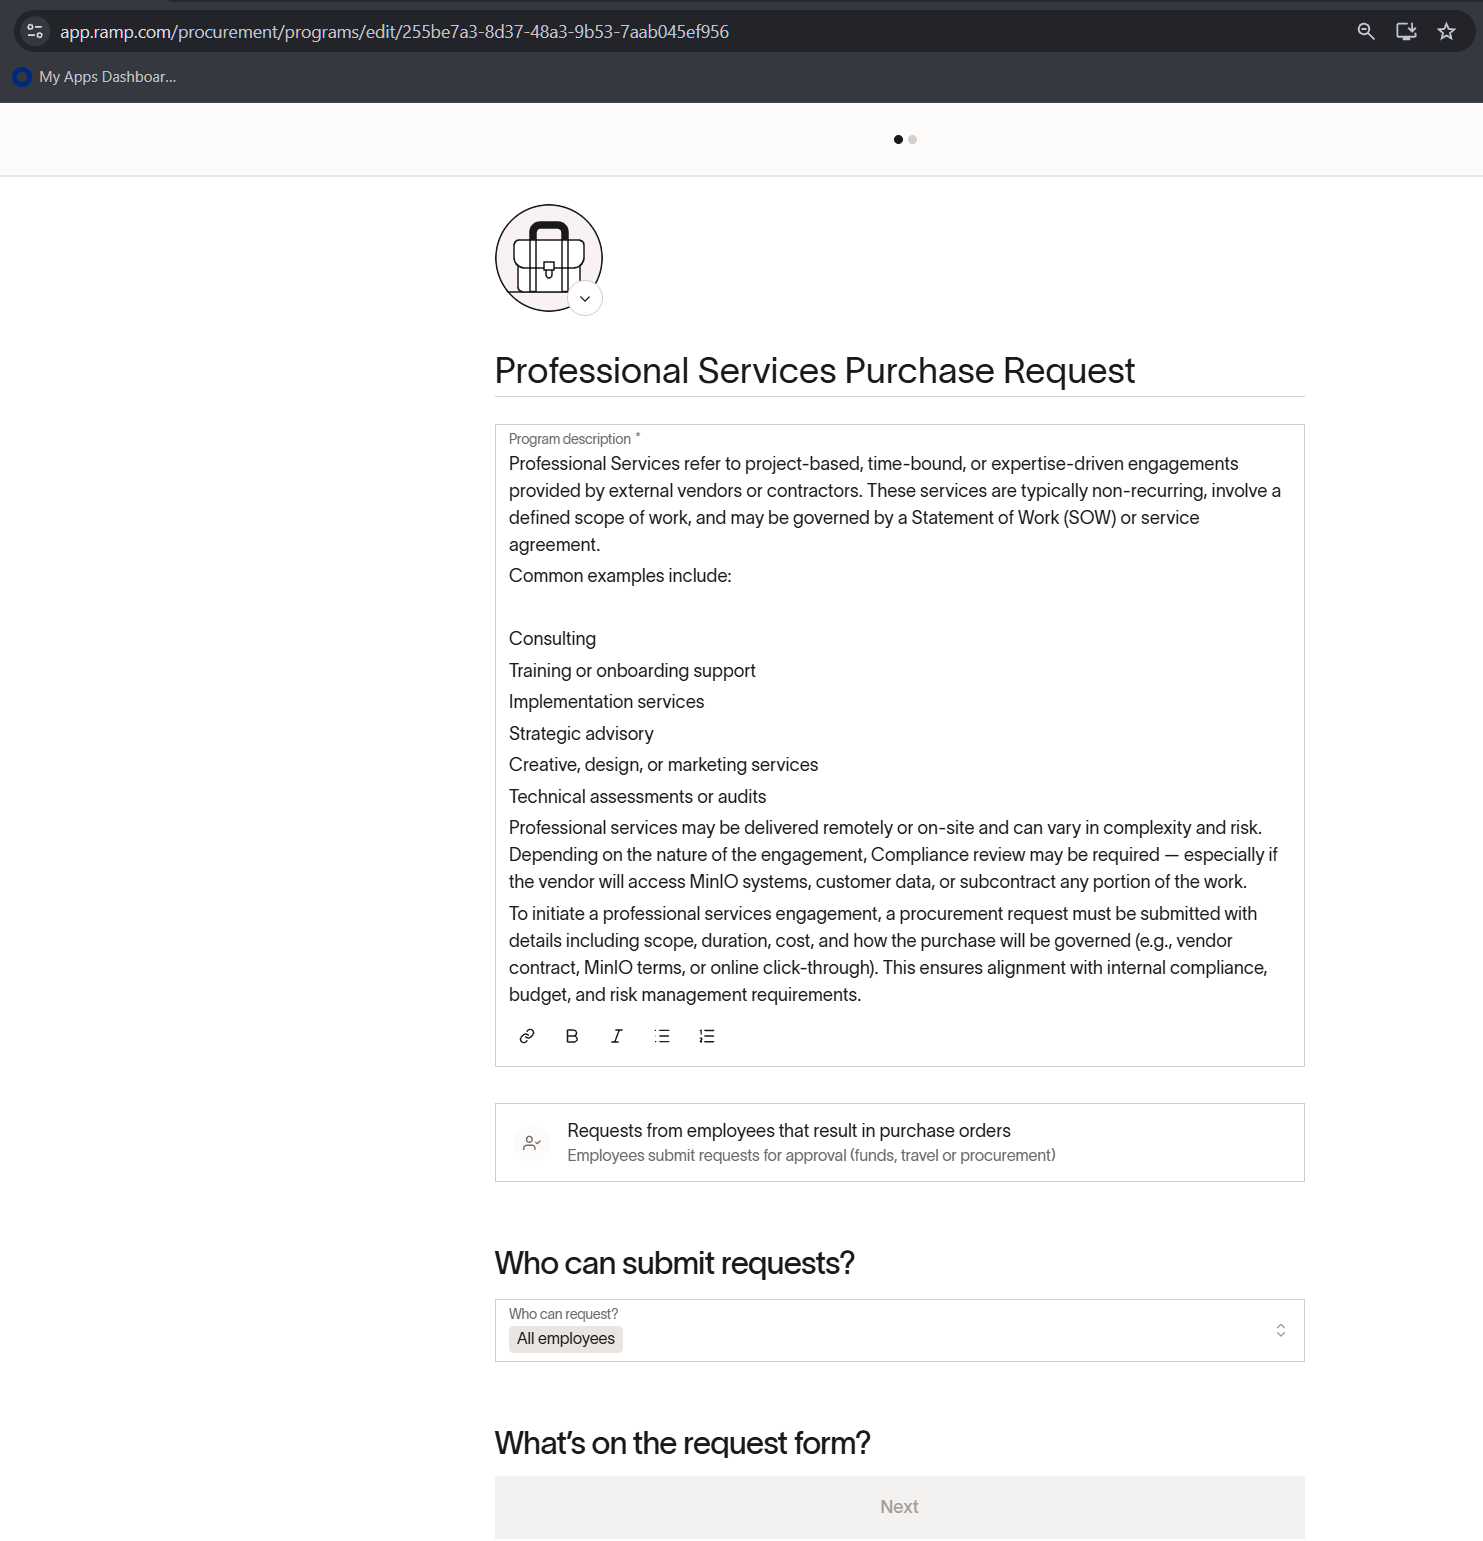 app.ramp.com/procurement/programs/edit/255be7a3-8d37-48a3-9b53-7aab045ef956
My Apps Dashboar...
Professional Services Purchase Request
Program description *
Professional Services refer to project-based, time-bound, or expertise-driven engagements
provided by external vendors or contractors. These services are typically non-recurring, involve a
defined scope of work, and may be governed by a Statement of Work (SOW) or service
agreement.
Common examples include:
Consulting
Training or onboarding support
Implementation services
Strategic advisory
Creative, design, or marketing services
Technical assessments or audits
Professional services may be delivered remotely or on-site and can vary in complexity and risk.
Depending on the nature of the engagement, Compliance review may be required — especially if
the vendor will access MinIO systems, customer data, or subcontract any portion of the work.
To initiate a professional services engagement, a procurement request must be submitted with
details including scope, duration, cost, and how the purchase will be governed (e.g., vendor
contract, MinIO terms, or online click-through). This ensures alignment with internal compliance,
budget, and risk management requirements.
B I
Requests from employees that result in purchase orders
Employees submit requests for approval (funds, travel or procurement)
Who can submit requests?
Who can request?
All employees
What's on the request form?
Next